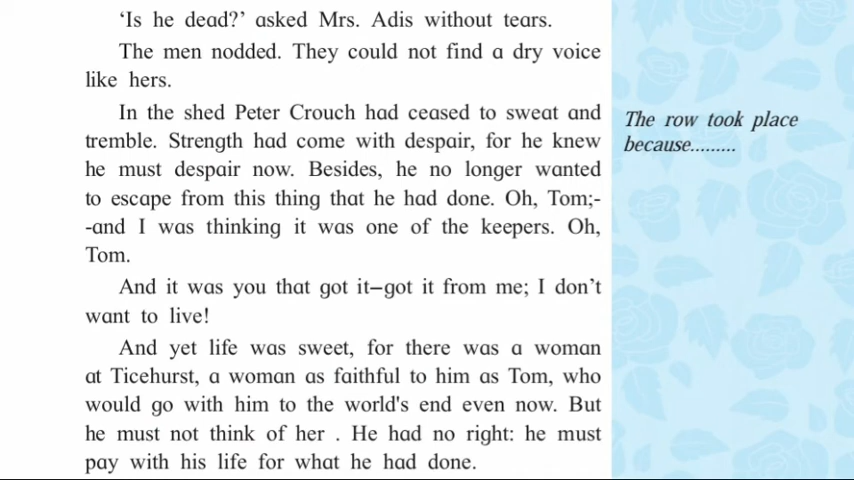 ‘Is he dead?’ asked Mrs. Adis without tears.
The men nodded. They could not find a dry voice
like hers.
In the shed Peter Crouch had ceased to sweat and
tremble. Strength had come with despair, for he knew
he must despair now. Besides, he no longer wanted
to escape from this thing that he had done. Oh, Tom;-
-and I was thinking it was one of the keepers. Oh,
Tom.
And it was you that got it–got it from me; I don’t
want to live!
And yet life was sweet, for there was a woman
at Ticehurst, a woman as faithful to him as Tom, who
would go with him to the world's end even now. But
he must not think of her . He had no right: he must
pay with his life for what he had done.
The row took place
because.........